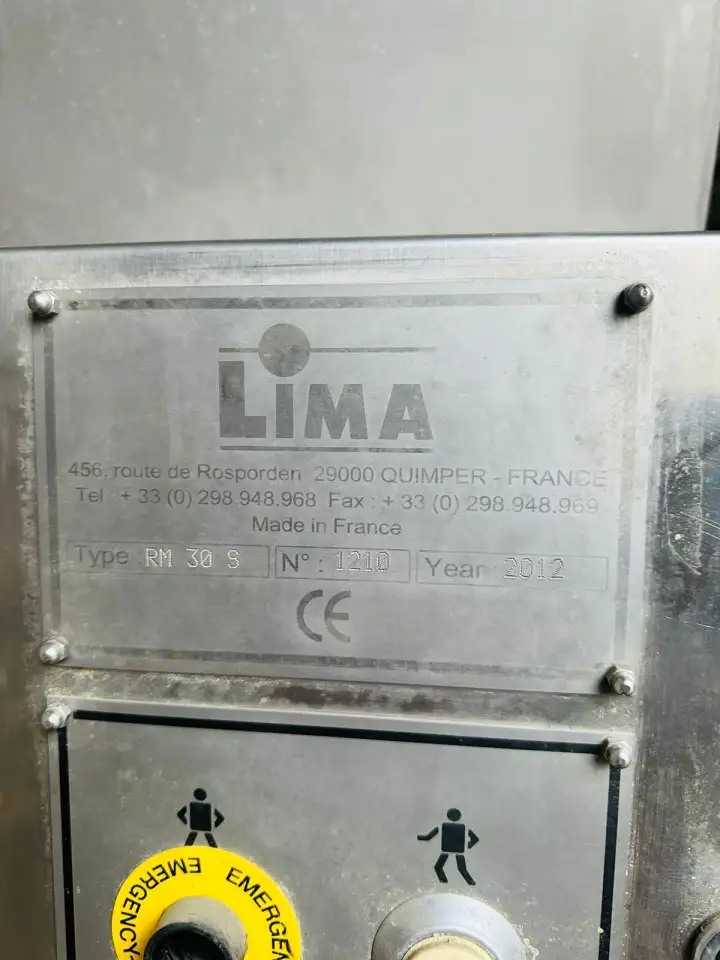 LIMA
456, route de Rosporden 29000 QUIMPER - FRANCE
Tel : + 33 (0) 298.948.968 Fax : + 33 (0) 298.948.969
Made in France
Type : RM 30 S N° : 1210 Year 2012
CE
EMERGENCY EMERGEN